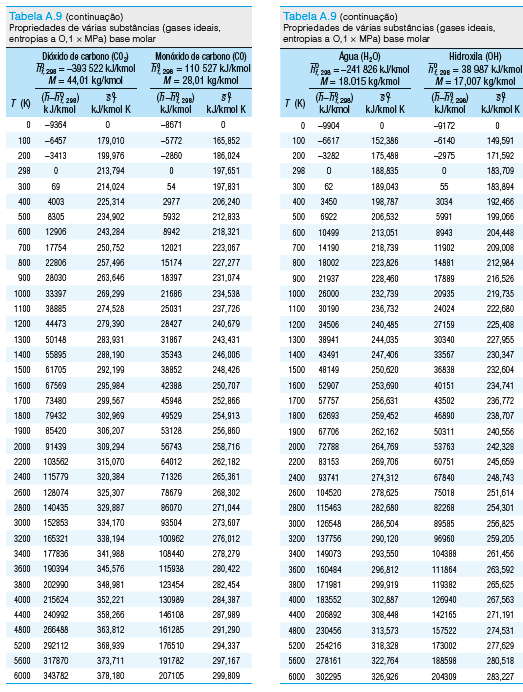 Tabela A.9 (continuação)
Propriedades de várias substâncias (gases ideais,
entropias a O,1 × MPa) base molar
Dióxido de carbono (CO₂) Monóxido de carbono (CO)
h̄⁰f, 298 = −393 522 kJ/kmol h̄⁰f, 298 = 110 527 kJ/kmol
M = 44,01 kg/kmol M = 28,01 kg/kmol
T (K) (h̄−h̄⁰f, 298) s̄⁰T (h̄−h̄⁰f, 298) s̄⁰T
kJ/kmol kJ/kmol K kJ/kmol kJ/kmol K
0 −9364 0 −8671 0
100 −6457 179,010 −5772 165,852
200 −3413 199,976 −2860 186,024
298 0 213,794 0 197,651
300 69 214,024 54 197,831
400 4003 225,314 2977 206,240
500 8305 234,902 5932 212,833
600 12906 243,284 8942 218,321
700 17754 250,752 12021 223,067
800 22806 257,496 15174 227,277
900 28030 263,646 18397 231,074
1000 33397 269,299 21686 234,538
1100 38885 274,528 25031 237,726
1200 44473 279,390 28427 240,679
1300 50148 283,931 31867 243,431
1400 55895 288,190 35343 246,006
1500 61705 292,199 38852 248,426
1600 67569 295,984 42388 250,707
1700 73480 299,567 45948 252,866
1800 79432 302,969 49529 254,913
1900 85420 306,207 53128 256,860
2000 91439 309,294 56743 258,716
2200 103562 315,070 64012 262,182
2400 115779 320,384 71326 265,361
2600 128074 325,307 78679 268,302
2800 140435 329,887 86070 271,044
3000 152853 334,170 93504 273,607
3200 165321 338,194 100962 276,012
3400 177836 341,988 108440 278,279
3600 190394 345,576 115938 280,422
3800 202990 348,981 123454 282,454
4000 215624 352,221 130989 284,387
4400 240992 358,266 146108 287,989
4800 266488 363,812 161285 291,290
5200 292112 368,939 176510 294,337
5600 317870 373,711 191782 297,167
6000 343782 378,180 207105 299,809
Tabela A.9 (continuação)
Propriedades de várias substâncias (gases ideais,
entropias a O,1 × MPa) base molar
Água (H₂O) Hidroxila (OH)
h̄⁰f, 298 = −241 826 kJ/kmol h̄⁰f, 298 = 38 987 kJ/kmol
M = 18.015 kg/kmol M = 17,007 kg/kmol
T (K) (h̄−h̄⁰f, 298) s̄⁰T (h̄−h̄⁰f, 298) s̄⁰T
kJ/kmol kJ/kmol K kJ/kmol kJ/kmol K
0 −9904 0 −9172 0
100 −6617 152,386 −6140 149,591
200 −3282 175,488 −2975 171,592
298 0 188,835 0 183,709
300 62 189,043 55 183,894
400 3450 198,787 3034 192,466
500 6922 206,532 5991 199,066
600 10499 213,051 8943 204,448
700 14190 218,739 11902 209,008
800 18002 223,826 14881 212,984
900 21937 228,460 17889 216,526
1000 26000 232,739 20935 219,735
1100 30190 236,732 24024 222,680
1200 34506 240,485 27159 225,408
1300 38941 244,035 30340 227,955
1400 43491 247,406 33567 230,347
1500 48149 250,620 36838 232,604
1600 52907 253,690 40151 234,741
1700 57757 256,631 43502 236,772
1800 62693 259,452 46890 238,707
1900 67706 262,162 50311 240,556
2000 72788 264,769 53763 242,328
2200 83153 269,706 60751 245,659
2400 93741 274,312 67840 248,743
2600 104520 278,625 75018 251,614
2800 115463 282,680 82268 254,301
3000 126548 286,504 89585 256,825
3200 137756 290,120 96960 259,205
3400 149073 293,550 104388 261,456
3600 160484 296,812 111864 263,592
3800 171981 299,919 119382 265,625
4000 183552 302,887 126940 267,563
4400 206892 308,448 142165 271,191
4800 230456 313,573 157522 274,531
5200 254216 318,328 173002 277,629
5600 278161 322,764 188598 280,518
6000 302295 326,926 204309 283,227